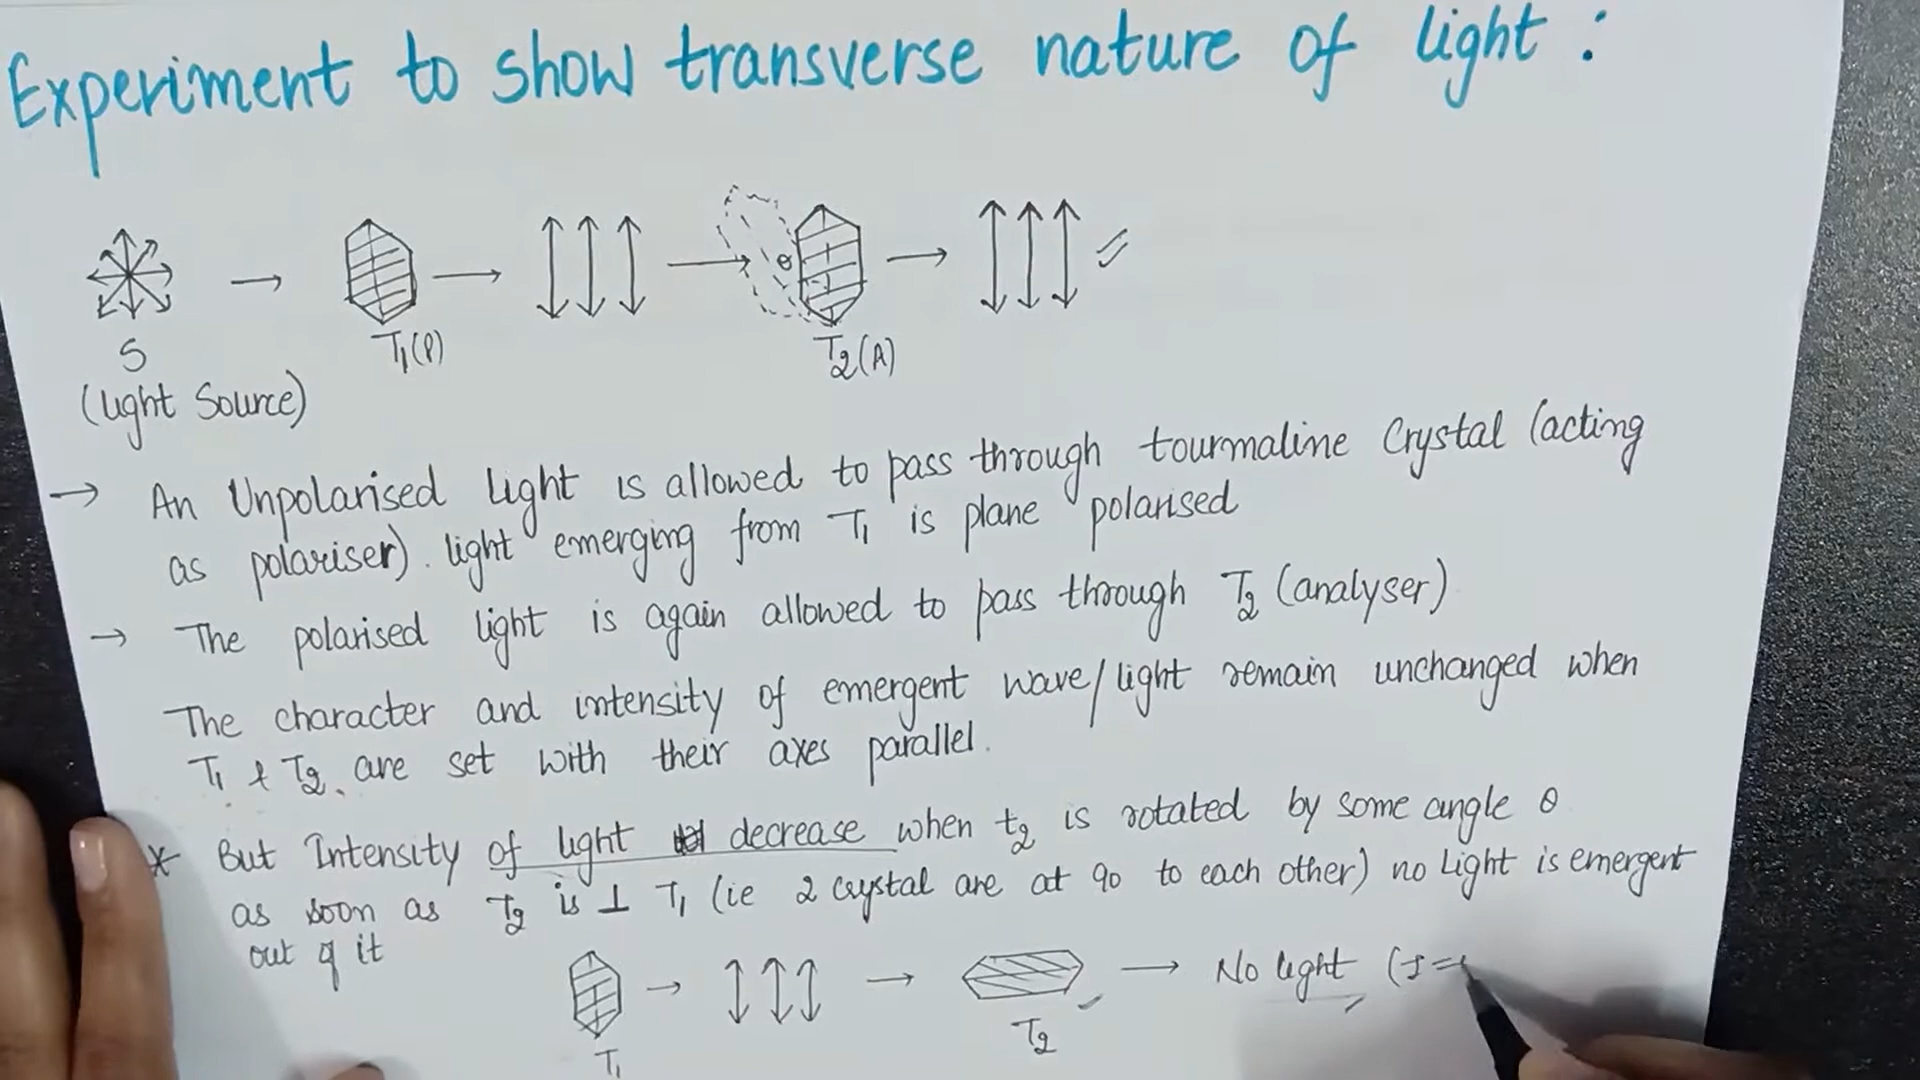 Experiment to show transverse nature of light :
θ
S
T₁(P)
T₂(A)
(Light Source)
→ An Unpolarised Light is allowed to pass through tourmaline Crystal (acting
as polariser). light emerging from T₁ is plane polarised
→ The polarised light is again allowed to pass through T₂ (analyser)
The character and intensity of emergent wave/light remain unchanged when
T₁ & T₂ are set with their axes parallel.
* But Intensity of light decrease when t₂ is rotated by some angle θ
as soon as T₂ is ⊥ T₁ (ie 2 crystal are at 90 to each other) no Light is emergent
out of it
→ No light (I =
T₁
T₂